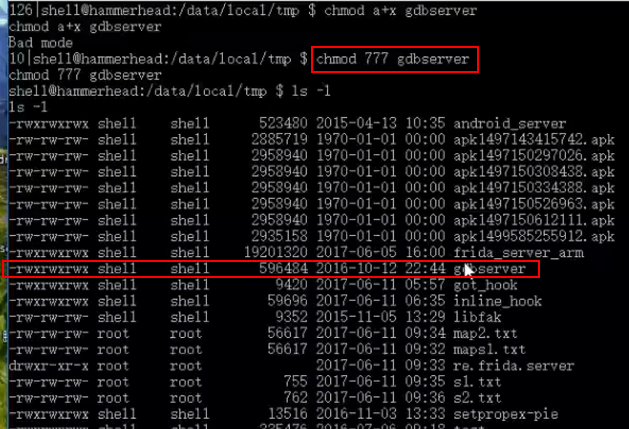 126|shell@hammerhead:/data/local/tmp $ chmod a+x gdbserver
chmod a+x gdbserver
Bad mode
10|shell@hammerhead:/data/local/tmp $ chmod 777 gdbserver
chmod 777 gdbserver
shell@hammerhead:/data/local/tmp $ ls -l
ls -l
-rwxrwxrwx shell shell 523480 2015-04-13 10:35 android_server
-rw-rw-rw- shell shell 2885719 1970-01-01 00:00 apk1497143415742.apk
-rw-rw-rw- shell shell 2958940 1970-01-01 00:00 apk1497150297026.apk
-rw-rw-rw- shell shell 2958940 1970-01-01 00:00 apk1497150308438.apk
-rw-rw-rw- shell shell 2958940 1970-01-01 00:00 apk1497150334388.apk
-rw-rw-rw- shell shell 2958940 1970-01-01 00:00 apk1497150526963.apk
-rw-rw-rw- shell shell 2958940 1970-01-01 00:00 apk1497150612111.apk
-rw-rw-rw- shell shell 2935158 1970-01-01 00:00 apk1499585255912.apk
-rwxrwxrwx shell shell 19201320 2017-06-05 16:00 frida_server_arm
-rwxrwxrwx shell shell 596484 2016-10-12 22:44 gdbserver
-rwxrwxrwx shell shell 9420 2017-06-11 05:57 got_hook
-rwxrwxrwx shell shell 59696 2017-06-11 06:35 inline_hook
-rwxrwxrwx shell shell 9352 2015-11-05 13:29 libfak
-rw-rw-rw- root root 56617 2017-06-11 09:34 map2.txt
-rw-rw-rw- root root 56617 2017-06-11 09:32 maps1.txt
drwxr-xr-x root root 2017-06-11 09:33 re.frida.server
-rw-rw-rw- root root 755 2017-06-11 09:35 s1.txt
-rw-rw-rw- root root 762 2017-06-11 09:36 s2.txt
-rwxrwxrwx shell shell 13516 2016-11-03 13:33 setpropex-pie